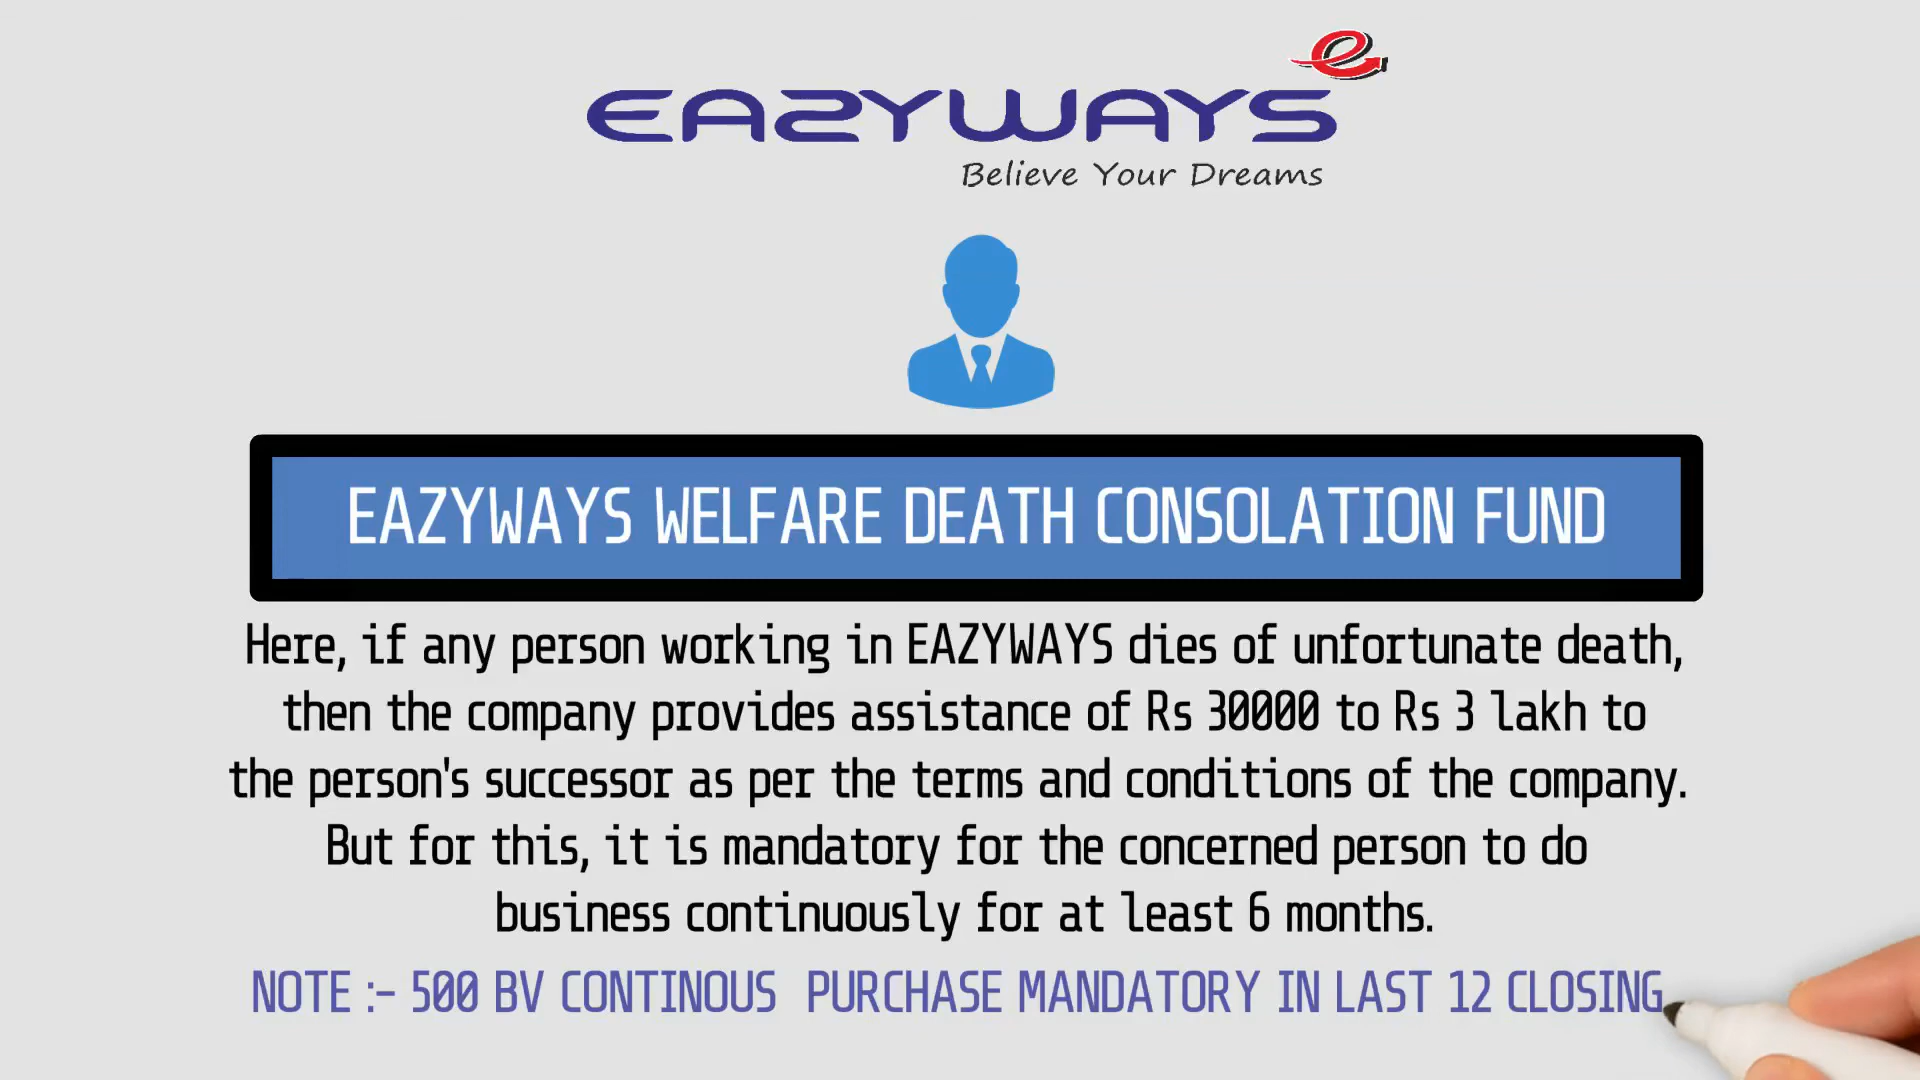 EAZYWAYS
Believe Your Dreams
EAZYWAYS WELFARE DEATH CONSOLATION FUND
Here, if any person working in EAZYWAYS dies of unfortunate death,
then the company provides assistance of Rs 30000 to Rs 3 lakh to
the person's successor as per the terms and conditions of the company.
But for this, it is mandatory for the concerned person to do
business continuously for at least 6 months.
NOTE :- 500 BV CONTINOUS PURCHASE MANDATORY IN LAST 12 CLOSING